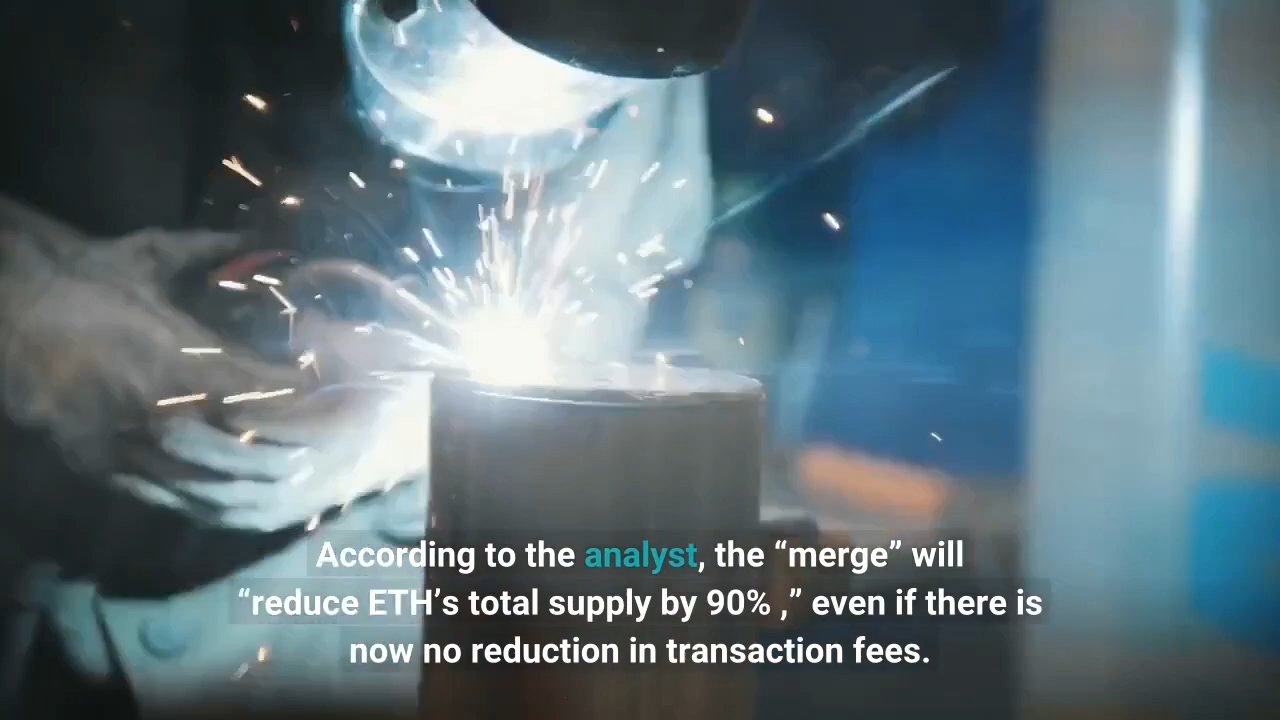 According to the analyst, the “merge” will
“reduce ETH’s total supply by 90% ,” even if there is
now no reduction in transaction fees.